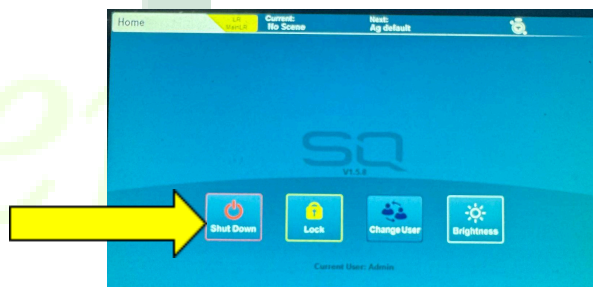 Home
LR
MainLR
Current:
No Scene
Next:
Ag default
SQ
V1.5.8
Shut Down
Lock
Change User
Brightness
Current User: Admin